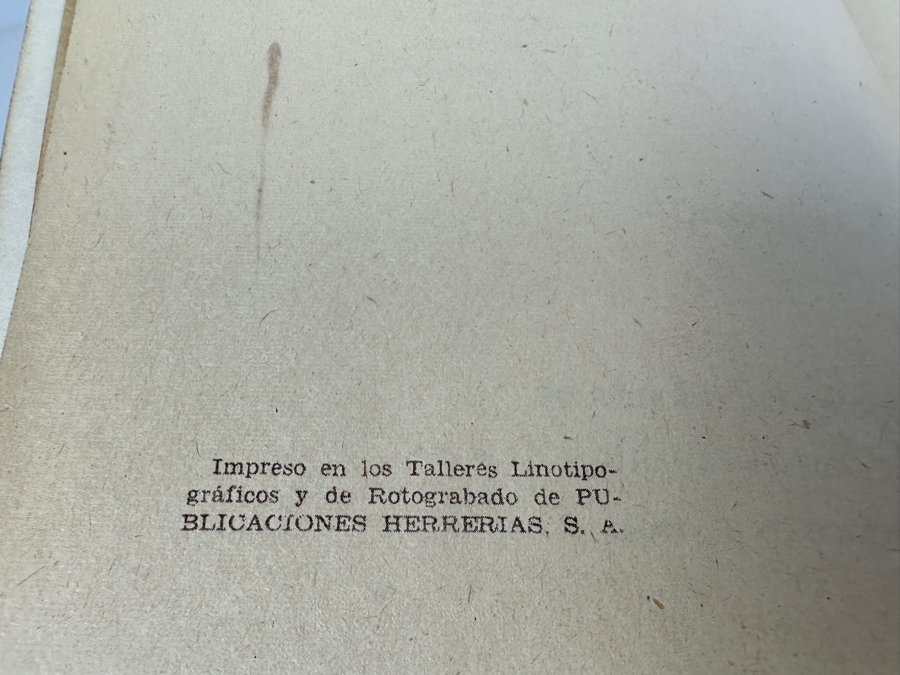 Impreso en los Talleres Linotipo-
gráficos y de Rotograbado de PU-
BLICACIONES HERRERIAS, S. A.